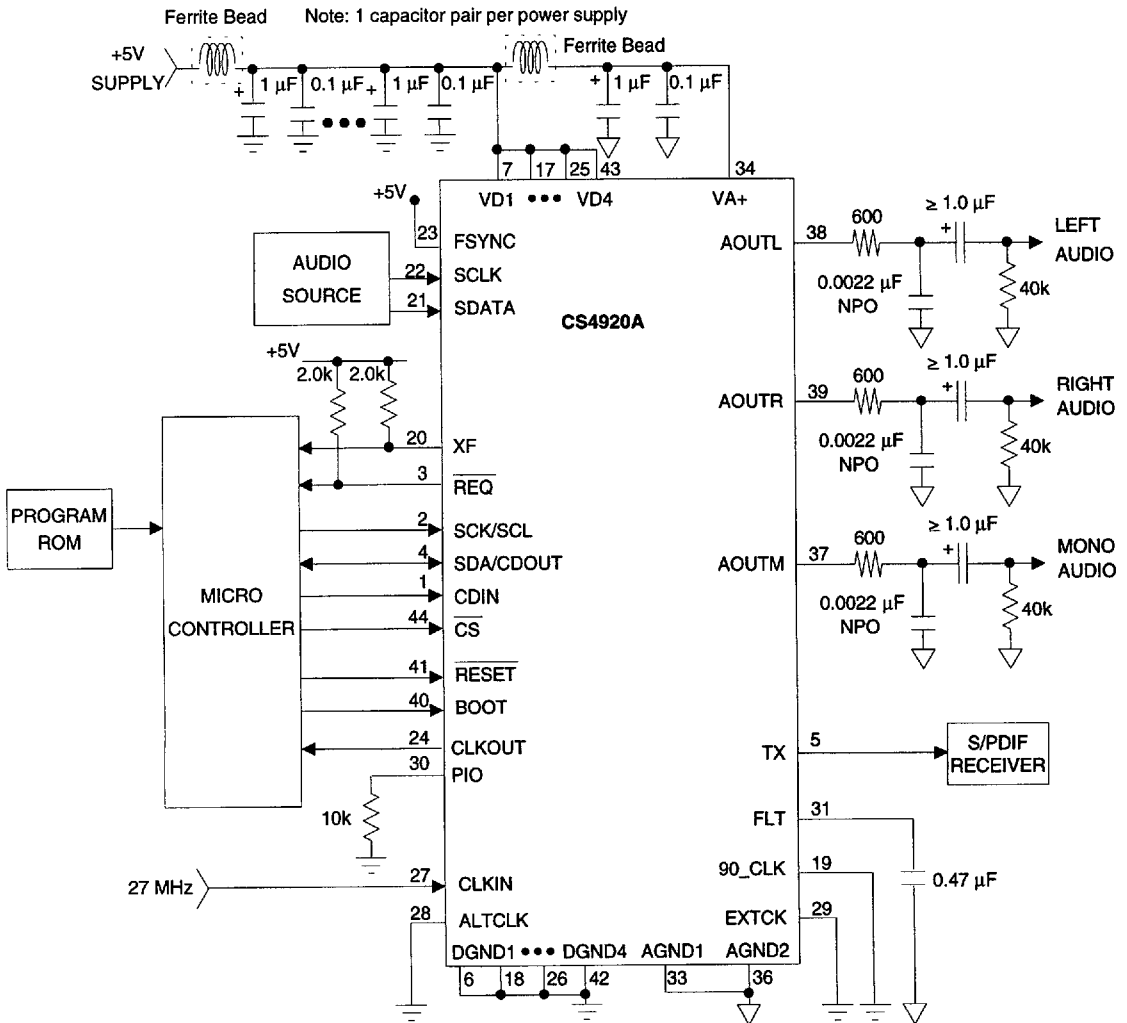 Ferrite Bead
Note: 1 capacitor pair per power supply
+5V
SUPPLY
Ferrite Bead
+ 1 µF
0.1 µF
+ 1 µF
0.1 µF
+ 1 µF
0.1 µF
7 17 25 43 34
+5V
VD1 ••• VD4 VA+
23 FSYNC
AUDIO
SOURCE
22 SCLK
21 SDATA
CS4920A
AOUTL 38
600
≥ 1.0 µF
+
LEFT
AUDIO
0.0022 µF
NPO
40k
+5V
2.0k 2.0k
AOUTR 39
600
≥ 1.0 µF
+
RIGHT
AUDIO
0.0022 µF
NPO
40k
PROGRAM
ROM
MICRO
CONTROLLER
20 XF
3 REQ
2 SCK/SCL
4 SDA/CDOUT
1 CDIN
44 CS
41 RESET
40 BOOT
24 CLKOUT
30 PIO
10k
AOUTM 37
600
≥ 1.0 µF
+
MONO
AUDIO
0.0022 µF
NPO
40k
TX 5
S/PDIF
RECEIVER
FLT 31
0.47 µF
90_CLK 19
EXTCK 29
27 MHz
27 CLKIN
28 ALTCLK
DGND1 ••• DGND4 AGND1 AGND2
6 18 26 42 33 36